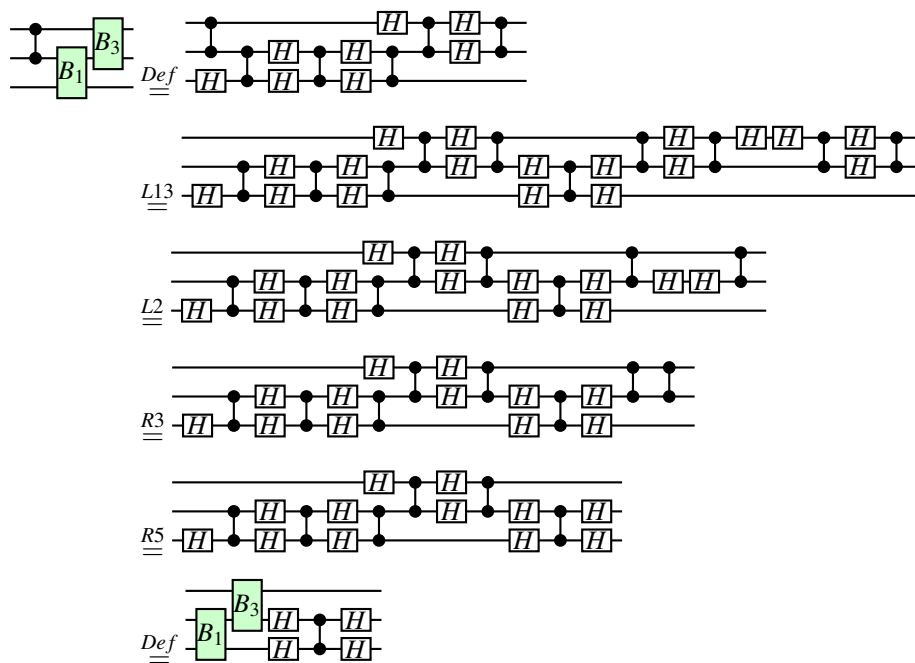 B₃ H H
B₁ H H H
Def = H H H
H H H H H H
H H H H H H H
L13 = H H H H H
H H
H H H H H H H
L2 = H H H H H
H H
H H H H H
R3 = H H H H H
H H
H H H H H
R5 = H H H H H
B₃
B₁ H H
Def = H H